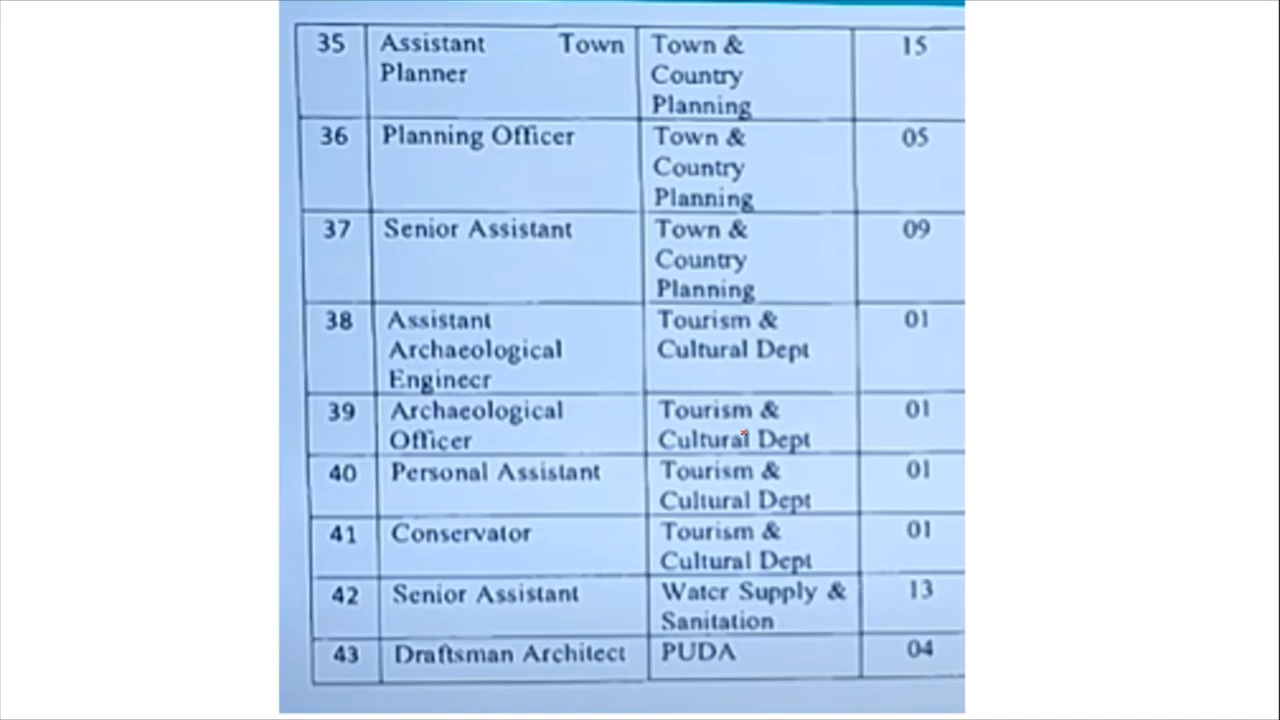 35 Assistant Town Town & 15
Planner Country
Planning
36 Planning Officer Town & 05
Country
Planning
37 Senior Assistant Town & 09
Country
Planning
38 Assistant Tourism & 01
Archaeological Cultural Dept
Engineer
39 Archaeological Tourism & 01
Officer Cultural Dept
40 Personal Assistant Tourism & 01
Cultural Dept
41 Conservator Tourism & 01
Cultural Dept
42 Senior Assistant Water Supply & 13
Sanitation
43 Draftsman Architect PUDA 04